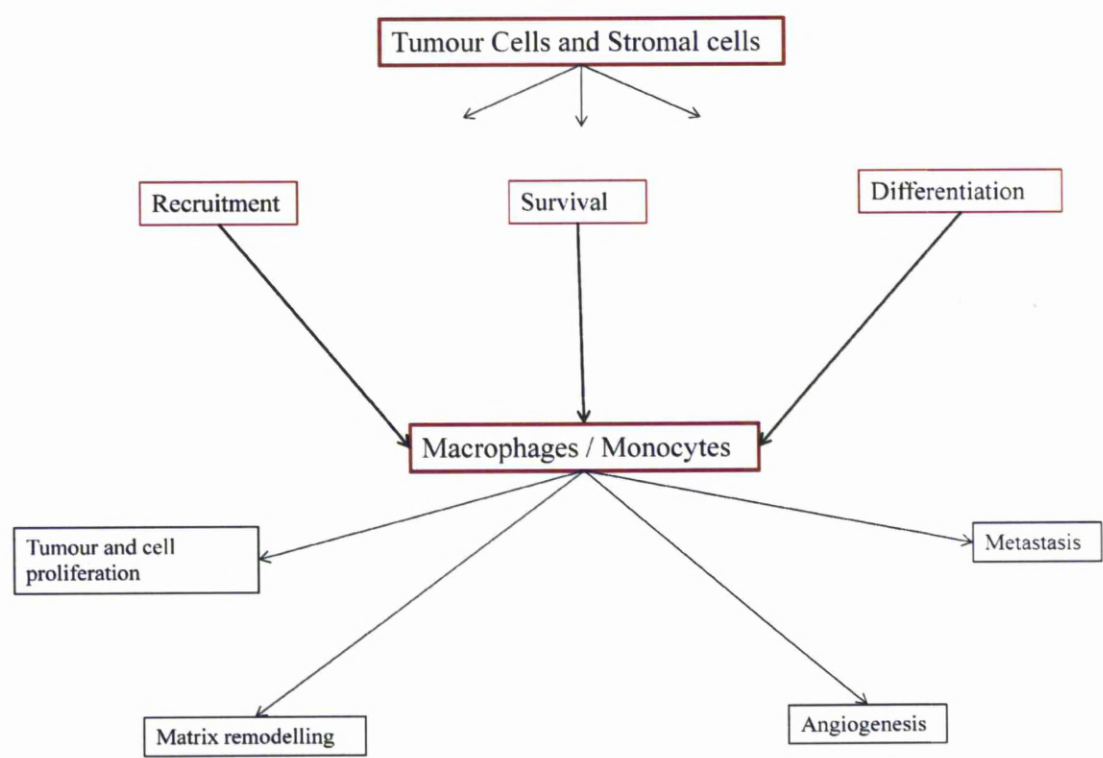 Tumour Cells and Stromal cells
Recruitment
Survival
Differentiation
Macrophages / Monocytes
Tumour and cell
proliferation
Metastasis
Matrix remodelling
Angiogenesis